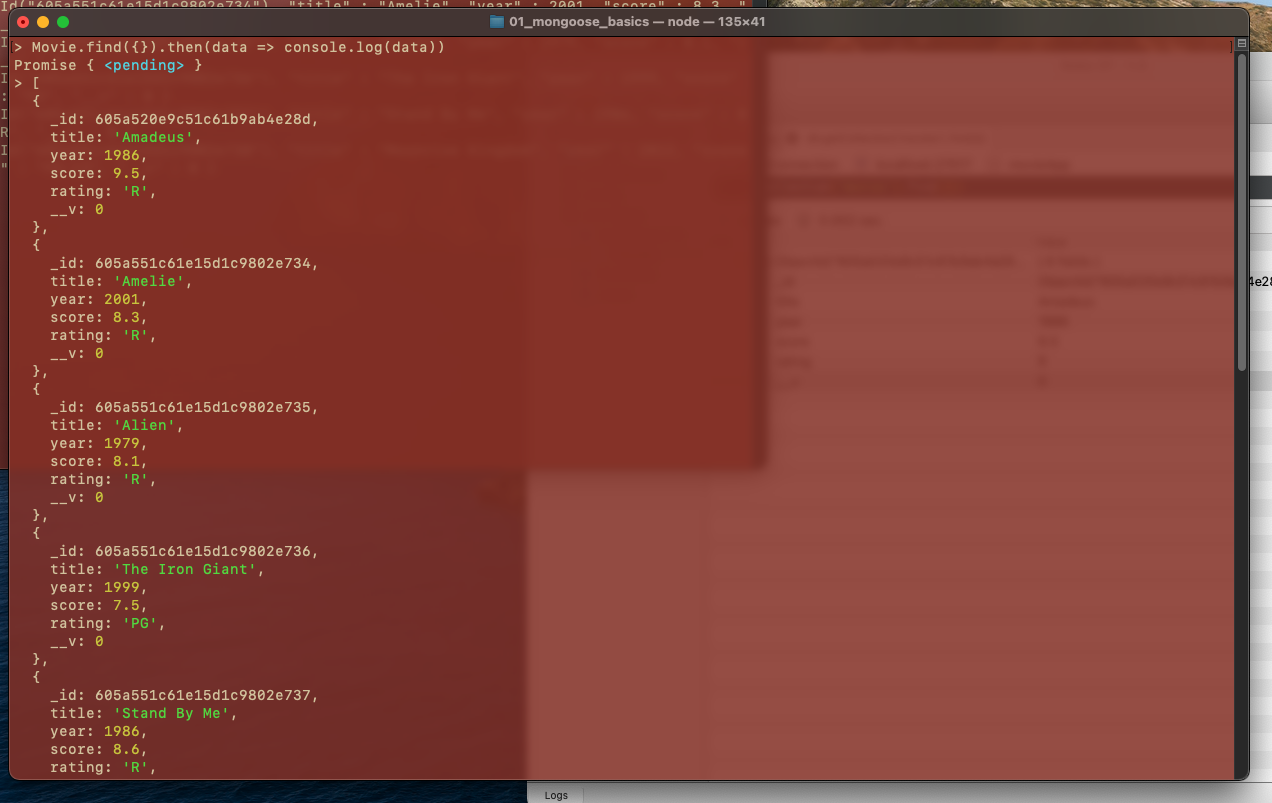 Id("605a551c61e15d1c9802e734"), "title" : "Amelie", "year" : 2001, "score" : 8.3, "
01_mongoose_basics — node — 135×41
> Movie.find({}).then(data => console.log(data))
Promise { <pending> }
> [
{
_id: 605a520e9c51c61b9ab4e28d,
title: 'Amadeus',
year: 1986,
score: 9.5,
rating: 'R',
__v: 0
},
{
_id: 605a551c61e15d1c9802e734,
title: 'Amelie',
year: 2001,
score: 8.3,
rating: 'R',
__v: 0
},
{
_id: 605a551c61e15d1c9802e735,
title: 'Alien',
year: 1979,
score: 8.1,
rating: 'R',
__v: 0
},
{
_id: 605a551c61e15d1c9802e736,
title: 'The Iron Giant',
year: 1999,
score: 7.5,
rating: 'PG',
__v: 0
},
{
_id: 605a551c61e15d1c9802e737,
title: 'Stand By Me',
year: 1986,
score: 8.6,
rating: 'R',
4e28
Logs